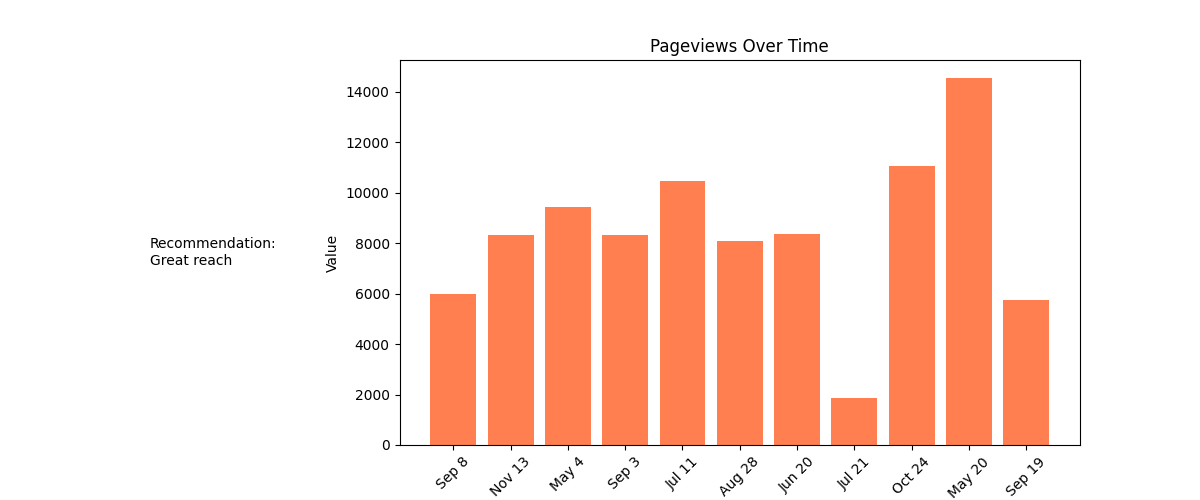 Pageviews Over Time
Recommendation:
Great reach
Value
14000
12000
10000
8000
6000
4000
2000
0
Sep 8
Nov 13
May 4
Sep 3
Jul 11
Aug 28
Jun 20
Jul 21
Oct 24
May 20
Sep 19